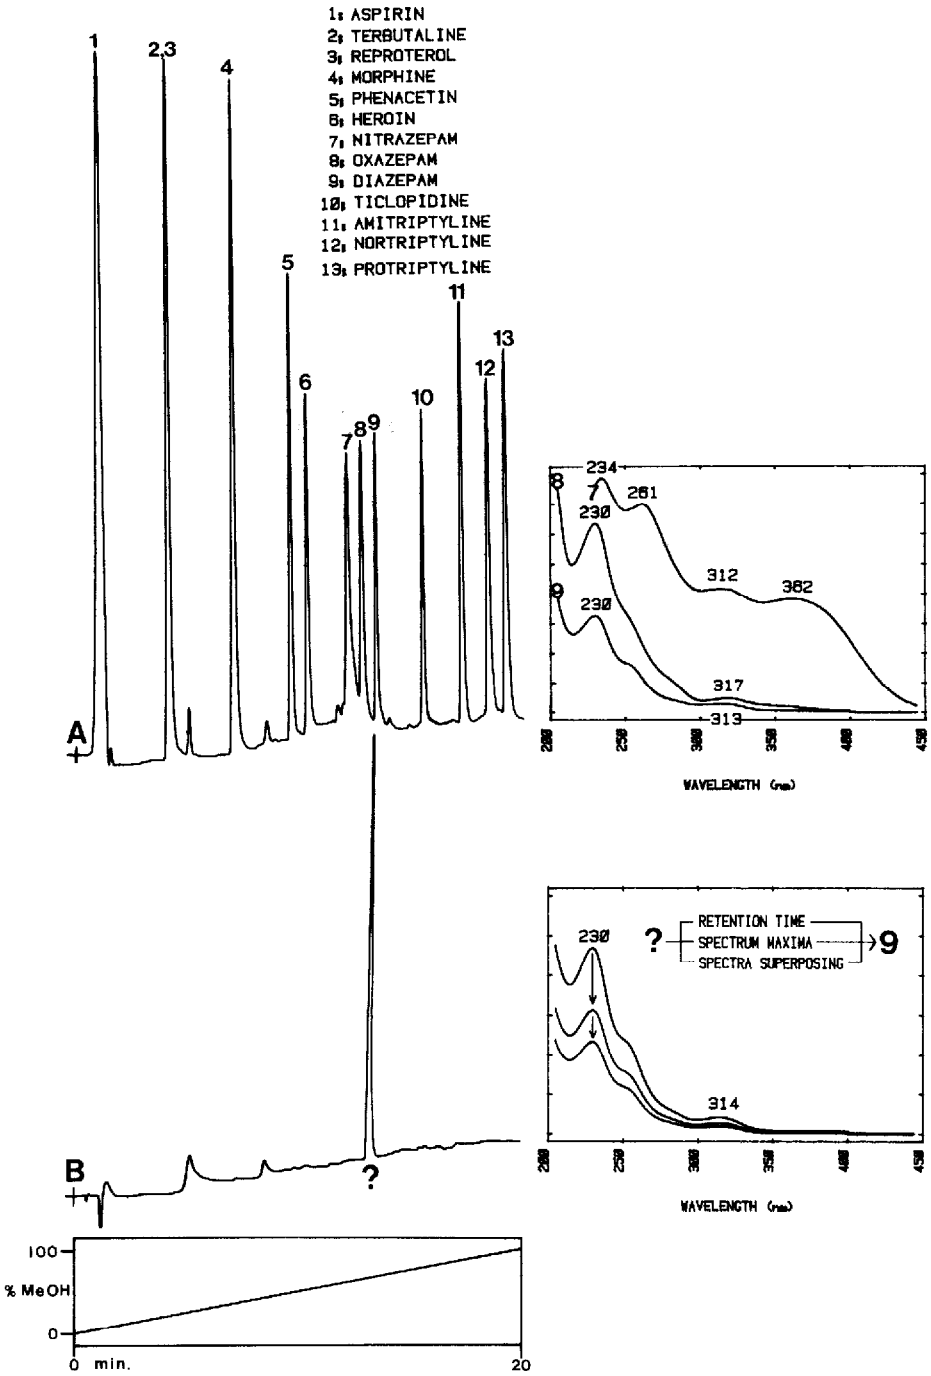 1: ASPIRIN
2: TERBUTALINE
3: REPROTEROL
4: MORPHINE
5: PHENACETIN
6: HEROIN
7: NITRAZEPAM
8: OXAZEPAM
9: DIAZEPAM
10: TICLOPIDINE
11: AMITRIPTYLINE
12: NORTRIPTYLINE
13: PROTRIPTYLINE
1
2,3
4
5
6
7
8
9
10
11
12
13
A
8
7
9
234
261
230
230
312
362
317
313
200 250 300 350 400 450
WAVELENGTH (nm)
B
?
230
314
? RETENTION TIME
SPECTRUM MAXIMA 9
SPECTRA SUPERPOSING
200 250 300 350 400 450
WAVELENGTH (nm)
100
% MeOH
0
0 min. 20